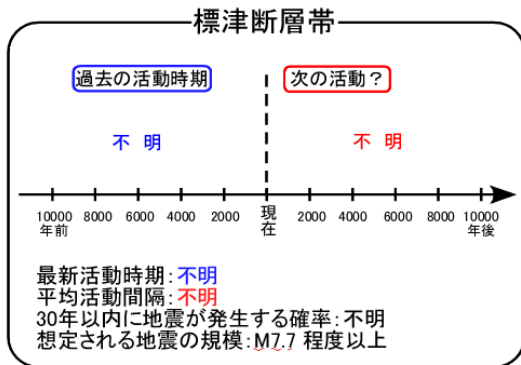 標津断層帯
過去の活動時期
次の活動？
不 明
不 明
10000 8000 6000 4000 2000 現在 2000 4000 6000 8000 10000
年前
年後
最新活動時期：不明
平均活動間隔：不明
30年以内に地震が発生する確率：不明
想定される地震の規模：M7.7 程度以上